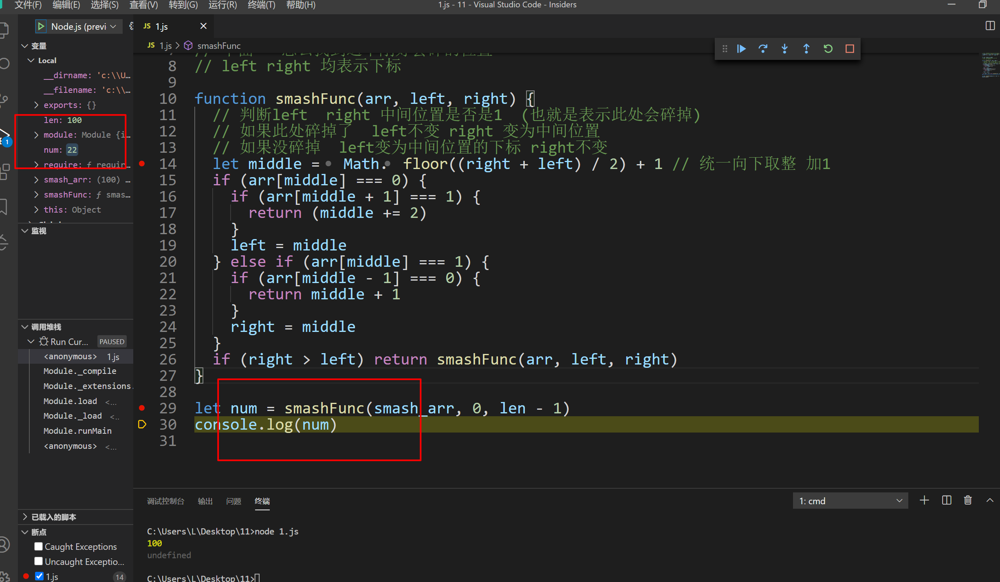 文件(F) 编辑(E) 选择(S) 查看(V) 转到(G) 运行(R) 终端(T) 帮助(H) 1.js - 11 - Visual Studio Code - Insiders
Node.js (previ
JS 1.js
变量
JS 1.js > smashFunc
Local
__dirname: 'c:\\U…
__filename: 'c:\\…
exports: {}
len: 100
module: Module {i…
num: 22
require: ƒ requir…
smash_arr: (100) …
smashFunc: ƒ smas…
this: Object
监视
调用堆栈
Run Cur… PAUSED
<anonymous> 1.js
Module._compile
Module._extensions.
Module.load <…
Module._load <..
Module.runMain
<anonymous> <…
已载入的脚本
断点
Caught Exceptions
Uncaught Exceptio…
1.js 14
1
8 // left right 均表示下标
9
10 function smashFunc(arr, left, right) {
11 // 判断left  right 中间位置是否是1 (也就是表示此处会碎掉)
12 // 如果此处碎掉了  left不变 right 变为中间位置
13 // 如果没碎掉  left变为中间位置的下标 right不变
14 let middle = Math. floor((right + left) / 2) + 1 // 统一向下取整 加1
15 if (arr[middle] === 0) {
16 if (arr[middle + 1] === 1) {
17 return (middle += 2)
18 }
19 left = middle
20 } else if (arr[middle] === 1) {
21 if (arr[middle - 1] === 0) {
22 return middle + 1
23 }
24 right = middle
25 }
26 if (right > left) return smashFunc(arr, left, right)
27 }
28
29 let num = smashFunc(smash_arr, 0, len - 1)
30 console.log(num)
31
调试控制台 输出 问题 终端 1: cmd
C:\Users\L\Desktop\11>node 1.js
100
undefined
C:\Users\L\Desktop\11>